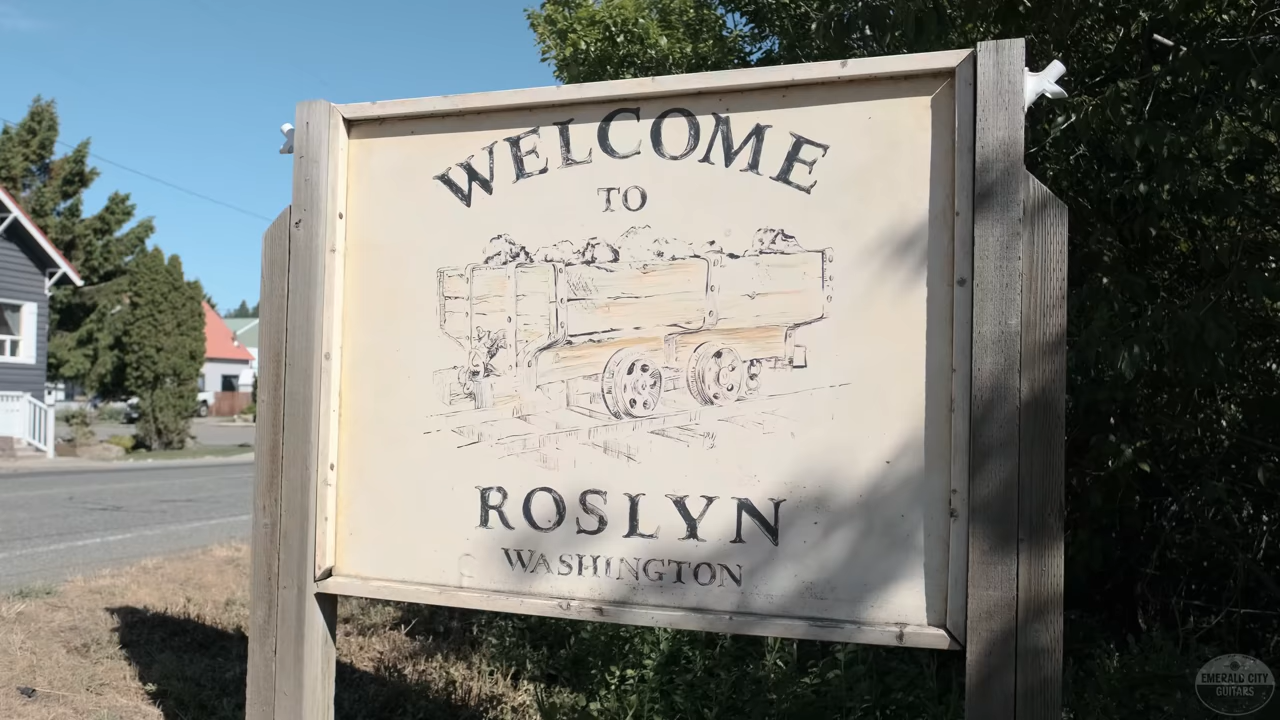 WELCOME
TO
ROSLYN
WASHINGTON
EMERALD CITY
GUITARS